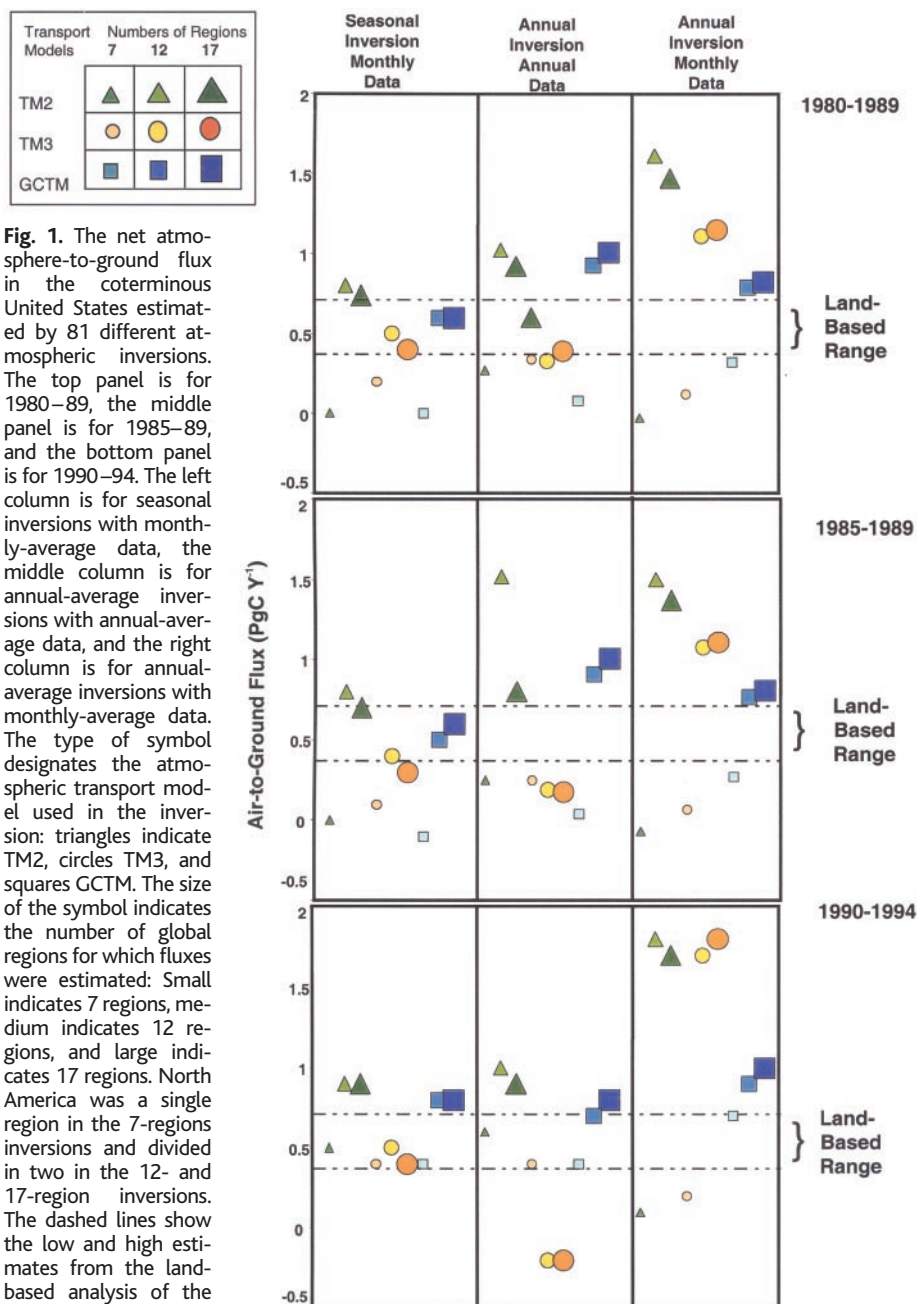 Transport Numbers of Regions
Models 7 12 17
TM2
TM3
GCTM
Fig. 1. The net atmo-
sphere-to-ground flux
in the coterminous
United States estimat-
ed by 81 different at-
mospheric inversions.
The top panel is for
1980–89, the middle
panel is for 1985–89,
and the bottom panel
is for 1990–94. The left
column is for seasonal
inversions with month-
ly-average data, the
middle column is for
annual-average inver-
sions with annual-aver-
age data, and the right
column is for annual-
average inversions with
monthly-average data.
The type of symbol
designates the atmo-
spheric transport mod-
el used in the inver-
sion: triangles indicate
TM2, circles TM3, and
squares GCTM. The size
of the symbol indicates
the number of global
regions for which fluxes
were estimated: Small
indicates 7 regions, me-
dium indicates 12 re-
gions, and large indi-
cates 17 regions. North
America was a single
region in the 7-regions
inversions and divided
in two in the 12- and
17-region inversions.
The dashed lines show
the low and high esti-
mates from the land-
based analysis of the
Seasonal
Inversion
Monthly
Data
Annual
Inversion
Annual
Data
Annual
Inversion
Monthly
Data
Air-to-Ground Flux (PgC Y⁻¹)
2
1.5
1
0.5
0
-0.5
1980-1989
Land-
Based
Range
2
1.5
1
0.5
0
-0.5
1985-1989
Land-
Based
Range
2
1.5
1
0.5
0
-0.5
1990-1994
Land-
Based
Range